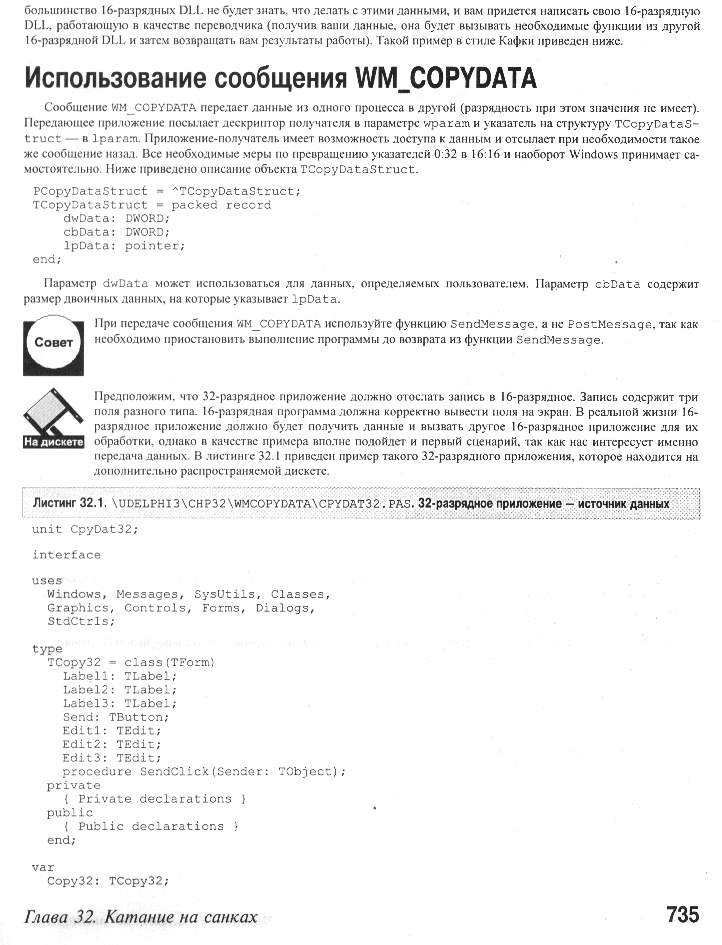 большинство 16-разрядных DLL не будет знать, что делать с этими данными, и вам придется написать свою 16-разрядную
DLL, работающую в качестве переводчика (получив ваши данные, она будет вызывать необходимые функции из другой
16-разрядной DLL и затем возвращать вам результаты работы). Такой пример в стиле Кафки приведен ниже.
Использование сообщения WM_COPYDATA
Сообщение WM_COPYDATA передает данные из одного процесса в другой (разрядность при этом значения не имеет).
Передающее приложение посылает дескриптор получателя в параметре wparam и указатель на структуру TCopyDataS-
truct — в lparam. Приложение-получатель имеет возможность доступа к данным и отсылает при необходимости такое
же сообщение назад. Все необходимые меры по превращению указателей 0:32 в 16:16 и наоборот Windows принимает са-
мостоятельно. Ниже приведено описание объекта TCopyDataStruct.
PCopyDataStruct = ^TCopyDataStruct;
TCopyDataStruct = packed record
dwData: DWORD;
cbData: DWORD;
lpData: pointer;
end;
Параметр dwData может использоваться для данных, определяемых пользователем. Параметр cbData содержит
размер двоичных данных, на которые указывает lpData.
Совет
При передаче сообщения WM_COPYDATA используйте функцию SendMessage, а не PostMessage, так как
необходимо приостановить выполнение программы до возврата из функции SendMessage.
На дискете
Предположим, что 32-разрядное приложение должно отослать запись в 16-разрядное. Запись содержит три
поля разного типа. 16-разрядная программа должна корректно вывести поля на экран. В реальной жизни 16-
разрядное приложение должно будет получить данные и вызвать другое 16-разрядное приложение для их
обработки, однако в качестве примера вполне подойдет и первый сценарий, так как нас интересует именно
передача данных. В листинге 32.1 приведен пример такого 32-разрядного приложения, которое находится на
дополнительно распространяемой дискете.
Листинг 32.1. \UDELPHI3\CHP32\WMCOPYDATA\CPYDAT32.PAS. 32-разрядное приложение — источник данных
unit CpyDat32;
interface
uses
Windows, Messages, SysUtils, Classes,
Graphics, Controls, Forms, Dialogs,
StdCtrls;
type
TCopy32 = class(TForm)
Label1: TLabel;
Label2: TLabel;
Label3: TLabel;
Send: TButton;
Edit1: TEdit;
Edit2: TEdit;
Edit3: TEdit;
procedure SendClick(Sender: TObject);
private
{ Private declarations }
public
{ Public declarations }
end;
var
Copy32: TCopy32;
Глава 32. Катание на санках
735